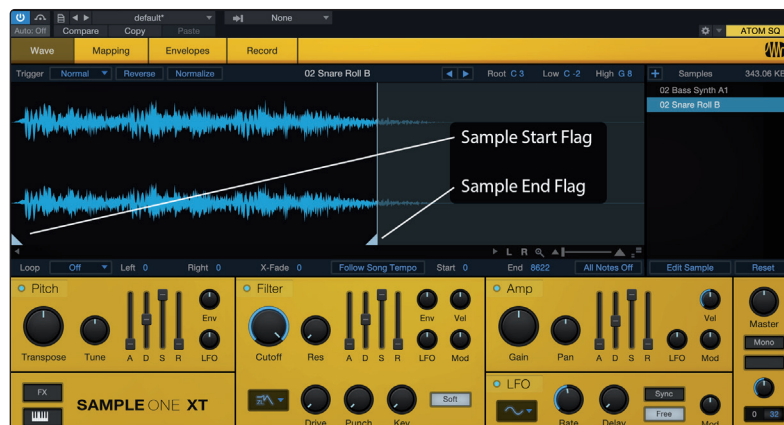 default* None
Auto: Off Compare Copy Paste ATOM SQ
Wave Mapping Envelopes Record
Trigger Normal Reverse Normalize 02 Snare Roll B Root C 3 Low C -2 High G 8 Samples 343.06 KB
02 Bass Synth A1
02 Snare Roll B
Sample Start Flag
Sample End Flag
L R
Loop Off Left 0 Right 0 X-Fade 0 Follow Song Tempo Start 0 End 8622 All Notes Off Edit Sample Reset
Pitch Filter Amp
Env Env Vel Vel
Master
Transpose Tune A D S R LFO Cutoff Res A D S R LFO Mod Gain Pan A D S R LFO Mod
Mono
LFO
FX SAMPLE ONE XT Soft Sync
Free
Drive Punch Key Rate Delay Mod 0 32